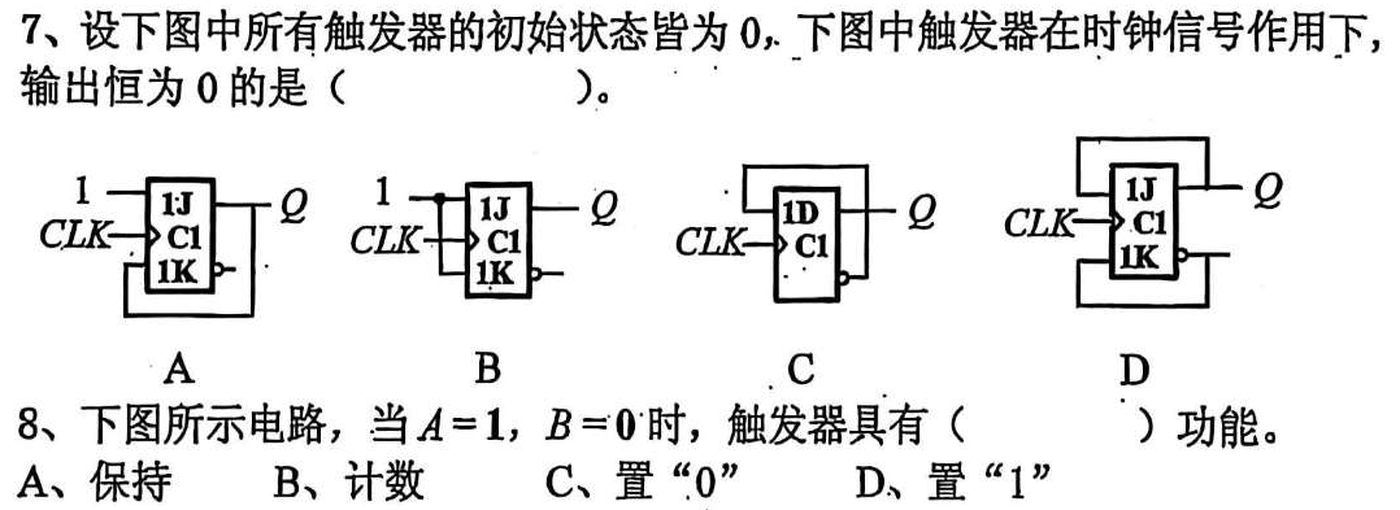 7、设下图中所有触发器的初始状态皆为 0，下图中触发器在时钟信号作用下，
输出恒为 0 的是（ ）。
1 CLK 1J C1 1K Q
1 CLK 1J C1 1K Q
CLK 1D C1 Q
CLK 1J C1 1K Q
A B C D
8、下图所示电路，当 A=1，B=0 时，触发器具有（ ）功能。
A、保持 B、计数 C、置“0” D、置“1”